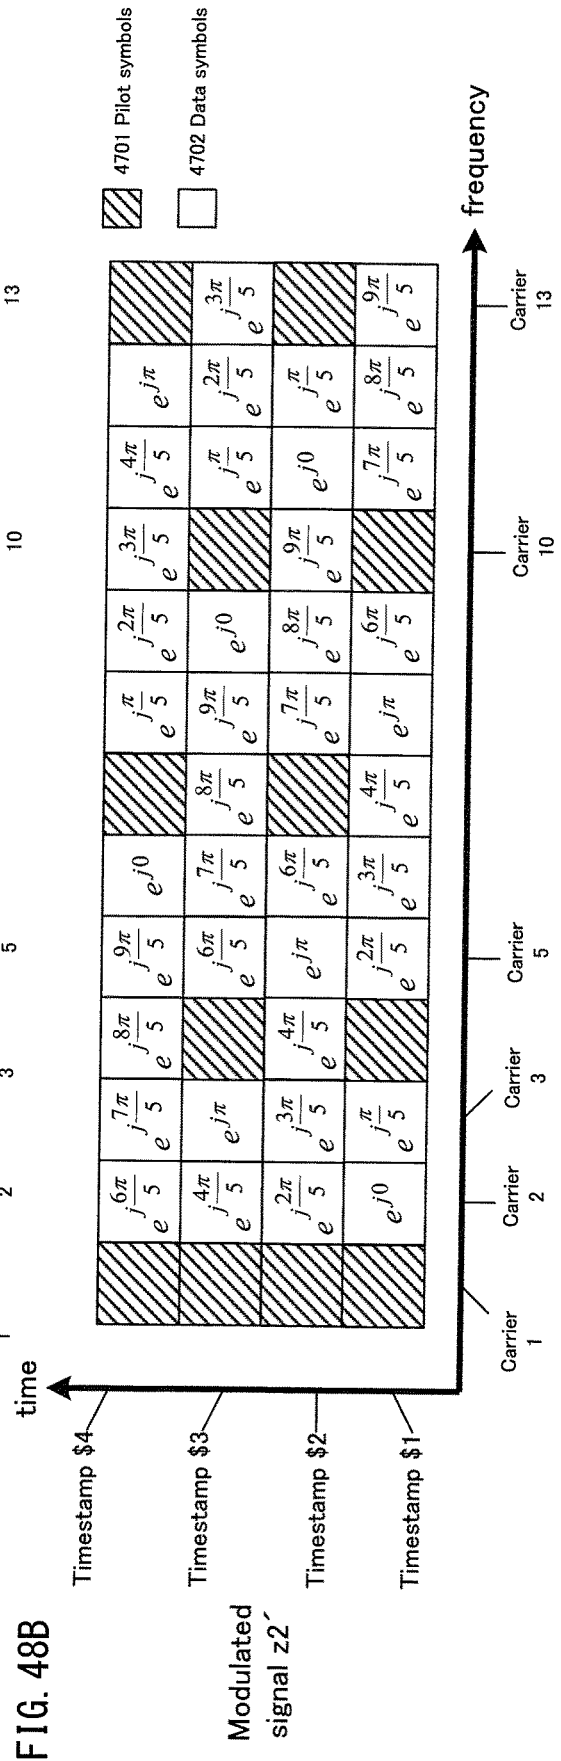 2 3 5 10 13
FIG. 48B
time
4701 Pilot symbols
4702 Data symbols
Modulated
signal z2′
Timestamp $4
e^{j6π/5} e^{j7π/5} e^{j8π/5} e^{j9π/5} e^{j0} e^{jπ/5} e^{j2π/5} e^{j3π/5} e^{j4π/5} e^{jπ}
Timestamp $3
e^{j4π/5} e^{jπ} e^{j6π/5} e^{j7π/5} e^{j8π/5} e^{j9π/5} e^{j0} e^{jπ/5} e^{j2π/5} e^{j3π/5}
Timestamp $2
e^{j2π/5} e^{j3π/5} e^{j4π/5} e^{jπ} e^{j6π/5} e^{j7π/5} e^{j8π/5} e^{j9π/5} e^{j0} e^{jπ/5}
Timestamp $1
e^{j0} e^{jπ/5} e^{j2π/5} e^{j3π/5} e^{j4π/5} e^{jπ} e^{j6π/5} e^{j7π/5} e^{j8π/5} e^{j9π/5}
frequency
Carrier
1
Carrier
2
Carrier
3
Carrier
5
Carrier
10
Carrier
13